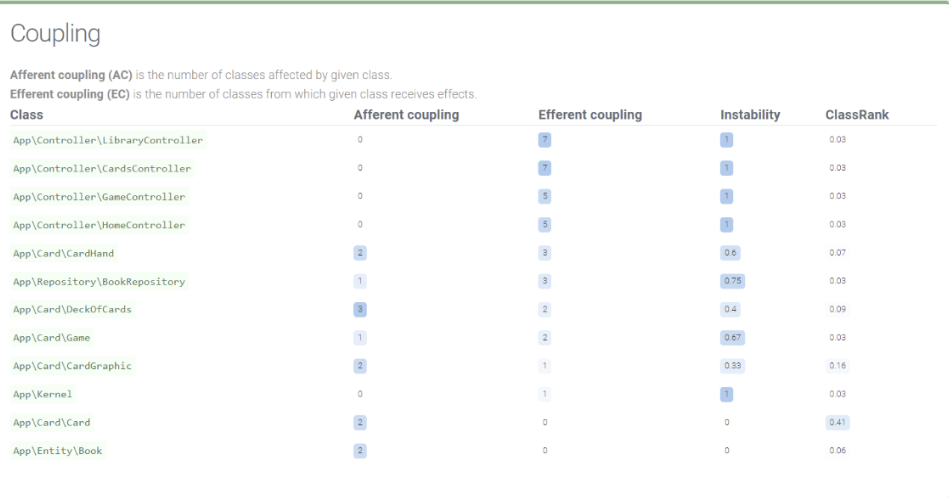 Coupling
Afferent coupling (AC) is the number of classes affected by given class.
Efferent coupling (EC) is the number of classes from which given class receives effects.
Class Afferent coupling Efferent coupling Instability ClassRank
App\Controller\LibraryController 0 7 1 0.03
App\Controller\CardsController 0 7 1 0.03
App\Controller\GameController 0 5 1 0.03
App\Controller\HomeController 0 5 1 0.03
App\Card\CardHand 2 3 0.6 0.07
App\Repository\BookRepository 1 3 0.75 0.03
App\Card\DeckOfCards 3 2 0.4 0.09
App\Card\Game 1 2 0.67 0.03
App\Card\CardGraphic 2 1 0.33 0.16
App\Kernel 0 1 1 0.03
App\Card\Card 2 0 0 0.41
App\Entity\Book 2 0 0 0.06